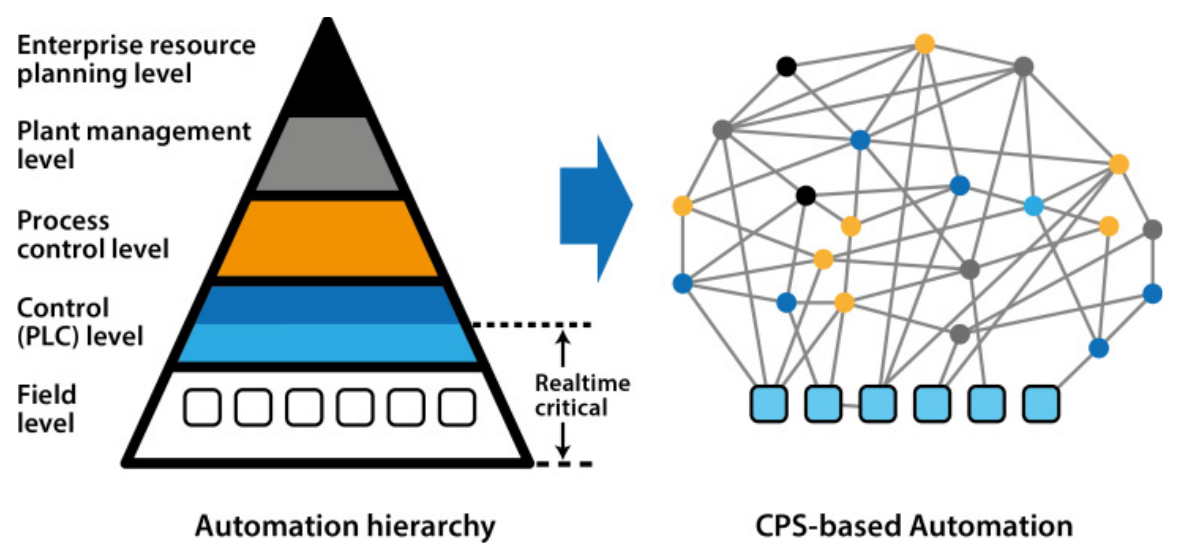 Enterprise resource
planning level
Plant management
level
Process
control level
Control
(PLC) level
Field
level
Realtime
critical
Automation hierarchy
CPS-based Automation